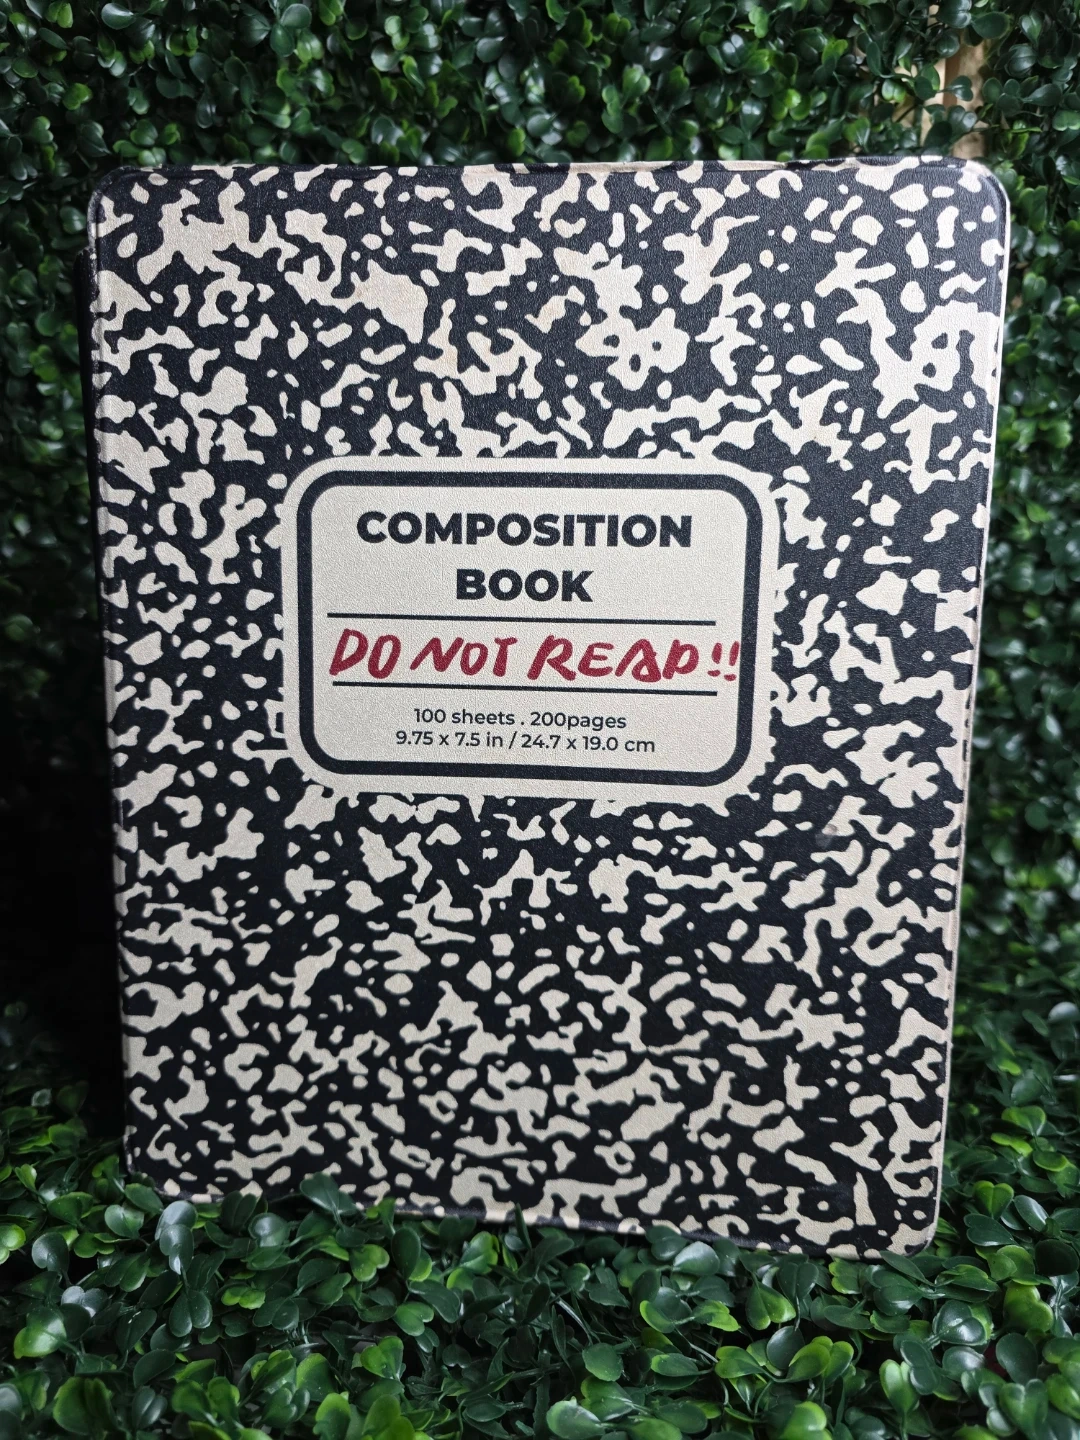 COMPOSITION
BOOK
DO NOT READ!!
100 sheets . 200pages
9.75 x 7.5 in / 24.7 x 19.0 cm